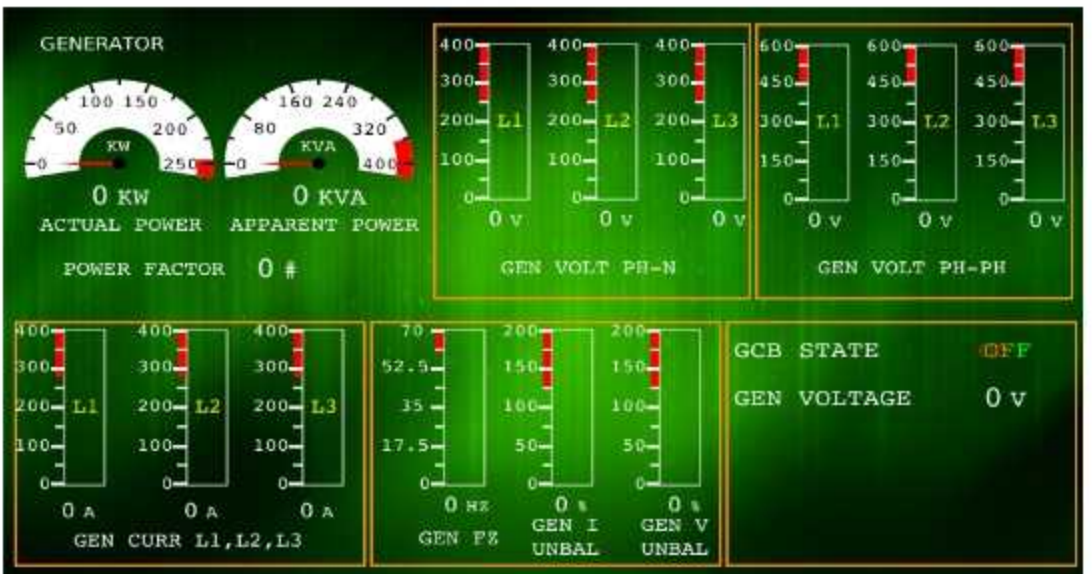 GENERATOR
100 150
50 200
KW
0 250
0 KW
ACTUAL POWER
160 240
80 320
KVA
0 400
0 KVA
APPARENT POWER
POWER FACTOR 0 #
400 400 400
300 300 300
200 L1 200 L2 200 L3
100 100 100
0 0 0
0 V 0 V 0 V
GEN VOLT PH-N
600 600 600
450 450 450
300 L1 300 L2 300 L3
150 150 150
0 0 0
0 V 0 V 0 V
GEN VOLT PH-PH
400 400 400
300 300 300
200 L1 200 L2 200 L3
100 100 100
0 0 0
0 A 0 A 0 A
GEN CURR L1,L2,L3
70 200 200
52.5 150 150
35 100 100
17.5 50 50
0 0 0
0 HZ 0 % 0 %
GEN FZ
GEN I
UNBAL
GEN V
UNBAL
GCB STATE OFF
GEN VOLTAGE 0 V